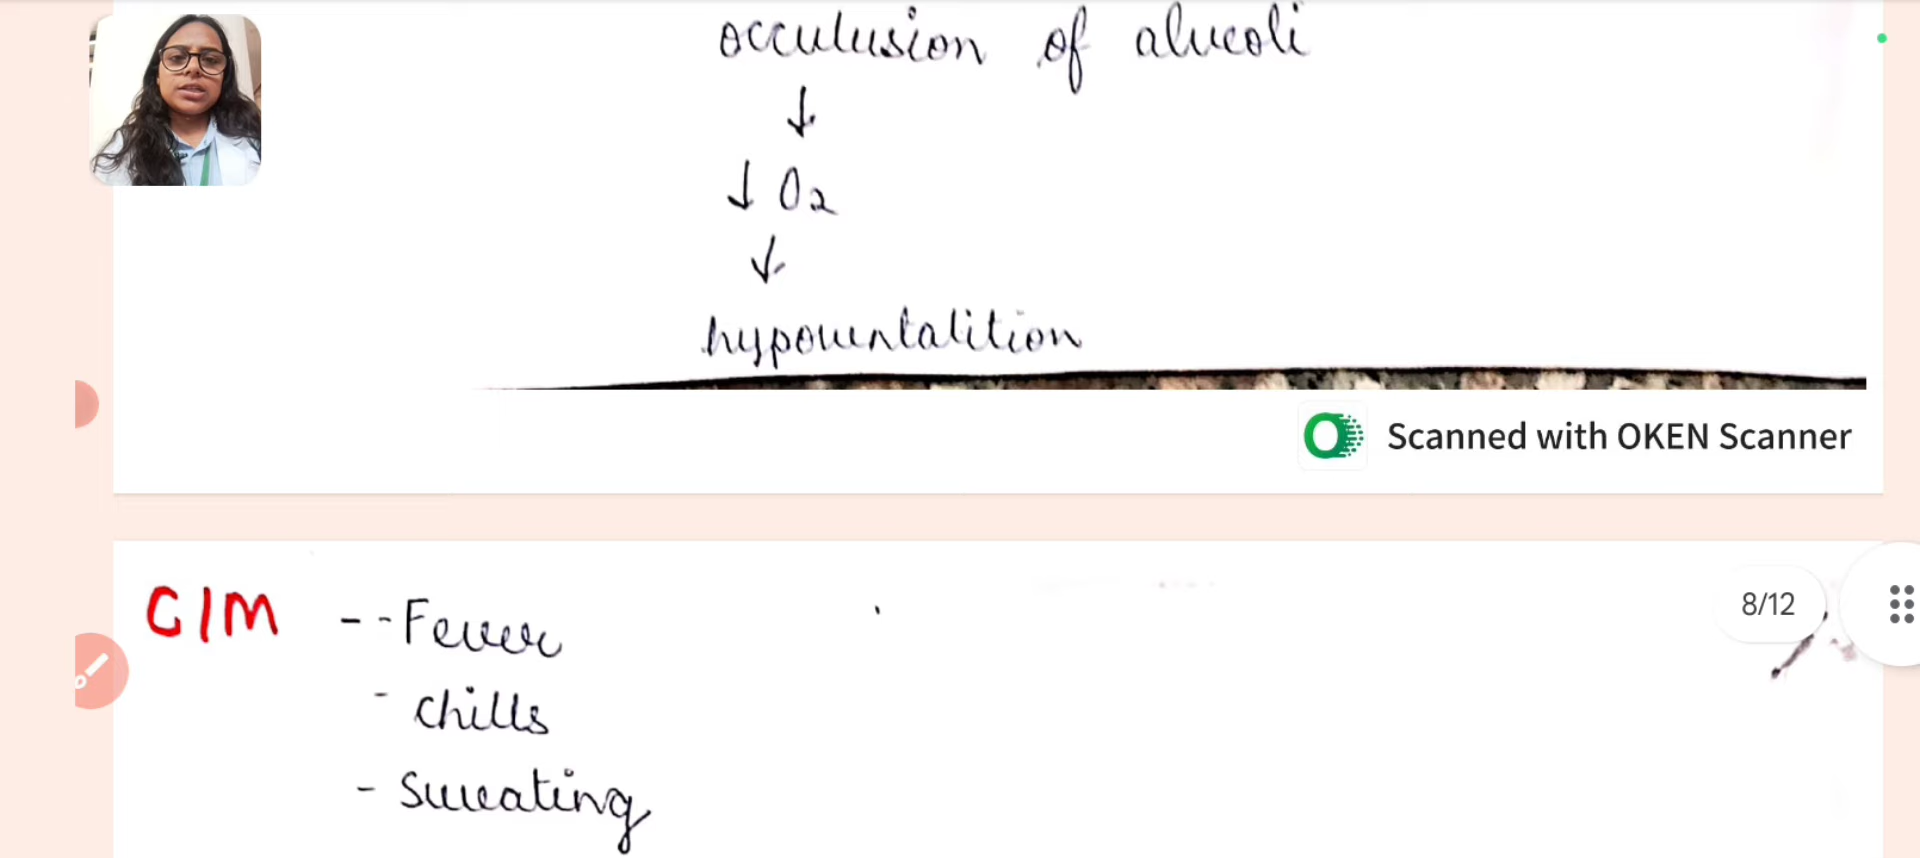 occulusion of alveoli
↓
↓ O2
↓
hypoventalition
Scanned with OKEN Scanner
C/M - - Fever
8/12
- chills
- Sweating